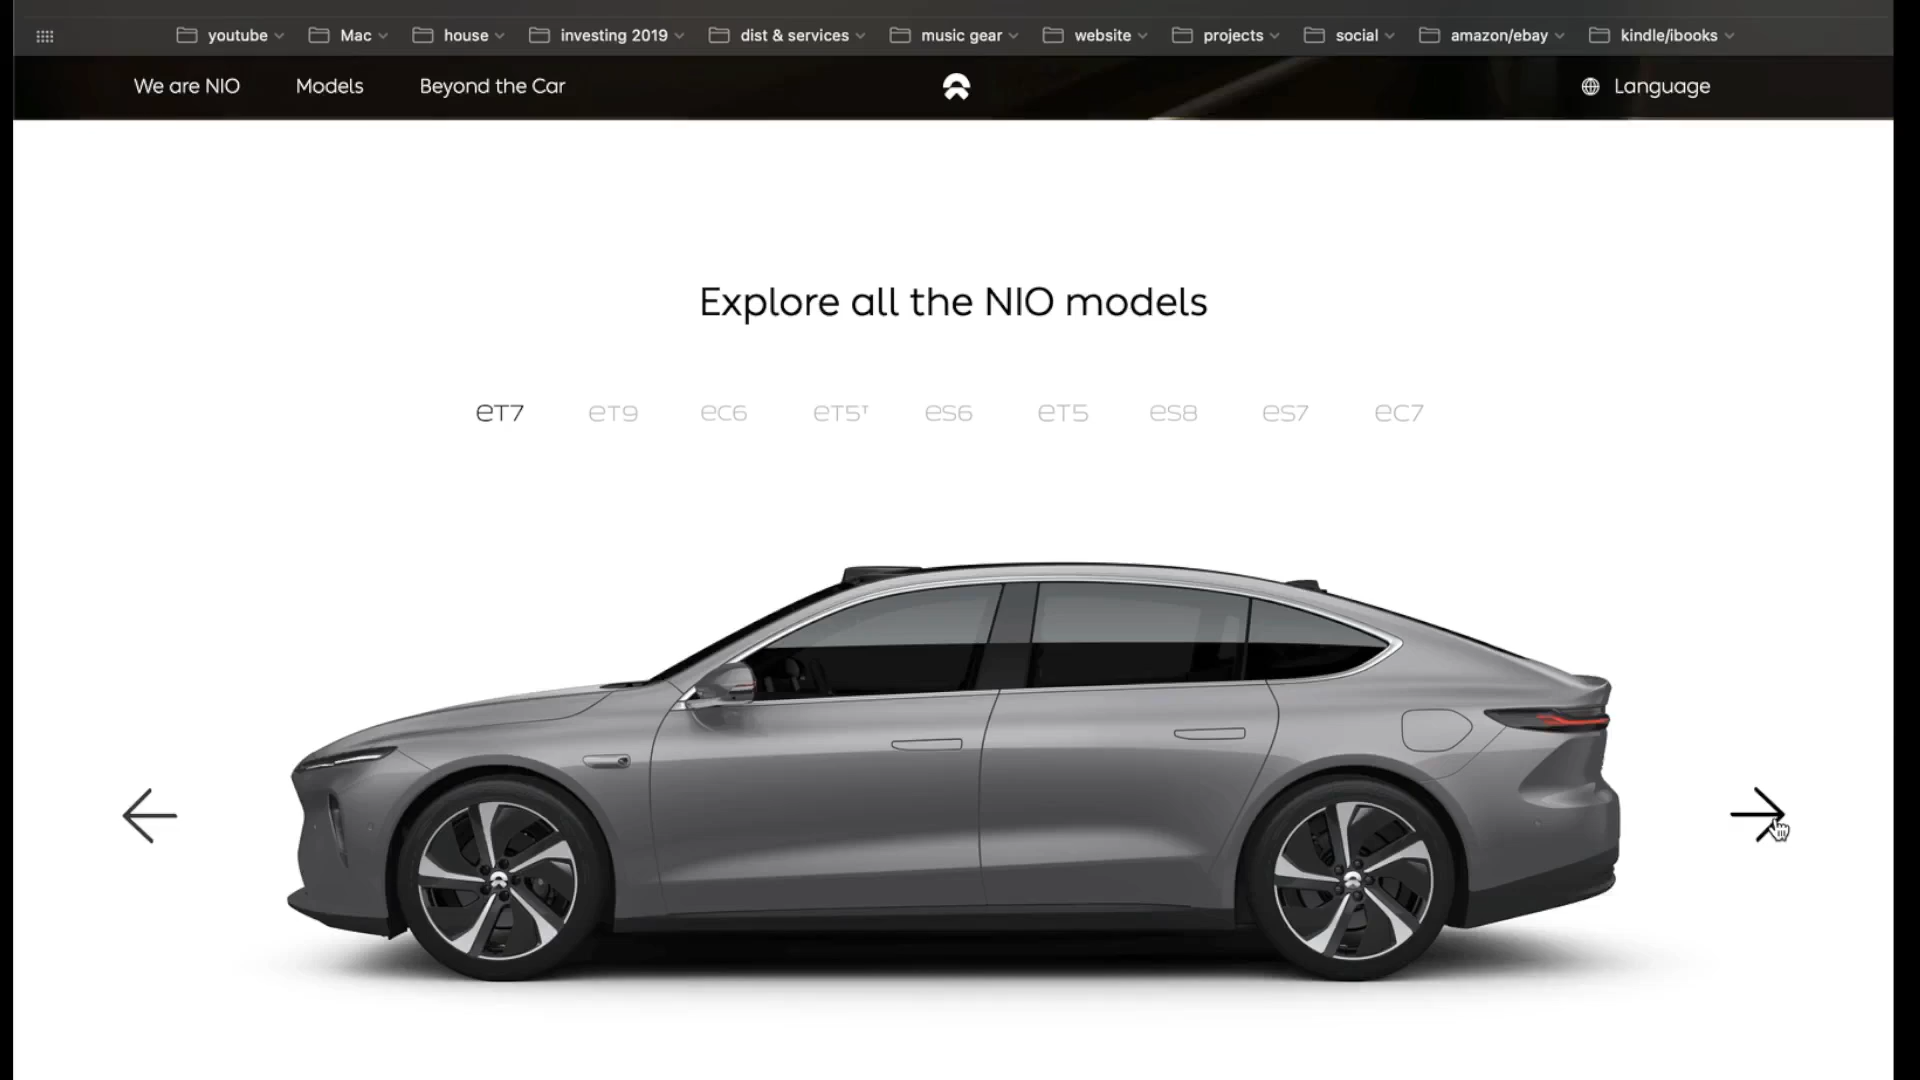 youtube Mac house investing 2019 dist & services music gear website projects social amazon/ebay kindle/ibooks
We are NIO Models Beyond the Car Language
Explore all the NIO models
eT7 eT9 eC6 eT5ᵀ eS6 eT5 eS8 eS7 eC7